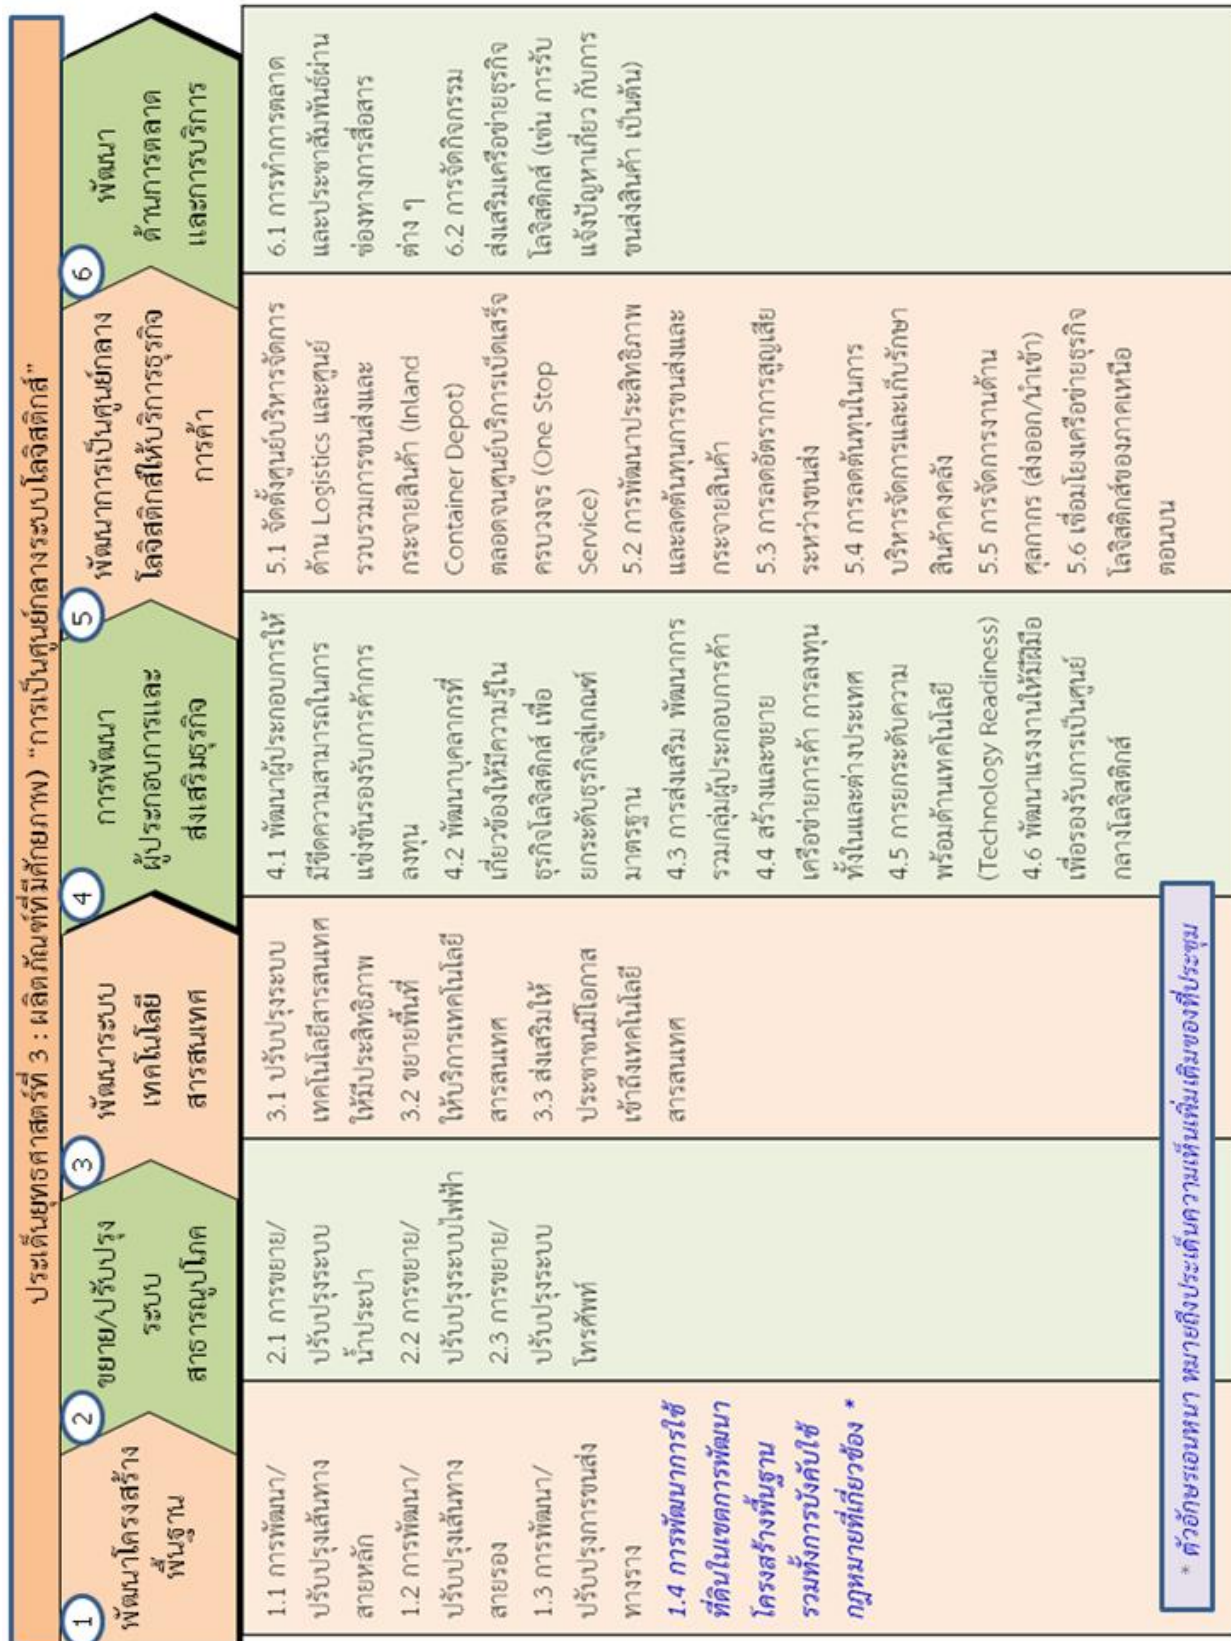 ประเด็นยุทธศาสตร์ที่ 3 : ผลิตภัณฑ์ที่มีศักยภาพ) “การเป็นศูนย์กลางระบบโลจิสติกส์”
1
พัฒนาโครงสร้าง
พื้นฐาน
1.1 การพัฒนา/
ปรับปรุงเส้นทาง
สายหลัก
1.2 การพัฒนา/
ปรับปรุงเส้นทาง
สายรอง
1.3 การพัฒนา/
ปรับปรุงการขนส่ง
ทางราง
1.4 การพัฒนาการใช้
ที่ดินในเขตการพัฒนา
โครงสร้างพื้นฐาน
รวมทั้งการบังคับใช้
กฎหมายที่เกี่ยวข้อง *
2
ขยาย/ปรับปรุง
ระบบ
สาธารณูปโภค
2.1 การขยาย/
ปรับปรุงระบบ
น้ำประปา
2.2 การขยาย/
ปรับปรุงระบบไฟฟ้า
2.3 การขยาย/
ปรับปรุงระบบ
โทรศัพท์
3
พัฒนาระบบ
เทคโนโลยี
สารสนเทศ
3.1 ปรับปรุงระบบ
เทคโนโลยีสารสนเทศ
ให้มีประสิทธิภาพ
3.2 ขยายพื้นที่
ให้บริการเทคโนโลยี
สารสนเทศ
3.3 ส่งเสริมให้
ประชาชนมีโอกาส
เข้าถึงเทคโนโลยี
สารสนเทศ
4
การพัฒนา
ผู้ประกอบการและ
ส่งเสริมธุรกิจ
4.1 พัฒนาผู้ประกอบการให้
มีขีดความสามารถในการ
แข่งขันรองรับการค้าการ
ลงทุน
4.2 พัฒนาบุคลากรที่
เกี่ยวข้องให้มีความรู้ใน
ธุรกิจโลจิสติกส์ เพื่อ
ยกระดับธุรกิจสู่เกณฑ์
มาตรฐาน
4.3 การส่งเสริม พัฒนาการ
รวมกลุ่มผู้ประกอบการค้า
4.4 สร้างและขยาย
เครือข่ายการค้า การลงทุน
ทั้งในและต่างประเทศ
4.5 การยกระดับความ
พร้อมด้านเทคโนโลยี
(Technology Readiness)
4.6 พัฒนาแรงงานให้มีฝีมือ
เพื่อรองรับการเป็นศูนย์
กลางโลจิสติกส์
5
พัฒนาการเป็นศูนย์กลาง
โลจิสติกส์ให้บริการธุรกิจ
การค้า
5.1 จัดตั้งศูนย์บริหารจัดการ
ด้าน Logistics และศูนย์
รวบรวมการขนส่งและ
กระจายสินค้า (Inland
Container Depot)
ตลอดจนศูนย์บริการเบ็ดเสร็จ
ครบวงจร (One Stop
Service)
5.2 การพัฒนาประสิทธิภาพ
และลดต้นทุนการขนส่งและ
กระจายสินค้า
5.3 การลดอัตราการสูญเสีย
ระหว่างขนส่ง
5.4 การลดต้นทุนในการ
บริหารจัดการและเก็บรักษา
สินค้าคงคลัง
5.5 การจัดการงานด้าน
ศุลกากร (ส่งออก/นำเข้า)
5.6 เชื่อมโยงเครือข่ายธุรกิจ
โลจิสติกส์ของภาคเหนือ
ตอนบน
6
พัฒนา
ด้านการตลาด
และการบริการ
6.1 การทำการตลาด
และประชาสัมพันธ์ผ่าน
ช่องทางการสื่อสาร
ต่าง ๆ
6.2 การจัดกิจกรรม
ส่งเสริมเครือข่ายธุรกิจ
โลจิสติกส์ (เช่น การรับ
แจ้งปัญหาเกี่ยว กับการ
ขนส่งสินค้า เป็นต้น)
* ตัวอักษรเอนหนา หมายถึงประเด็นความเห็นเพิ่มเติมของที่ประชุม